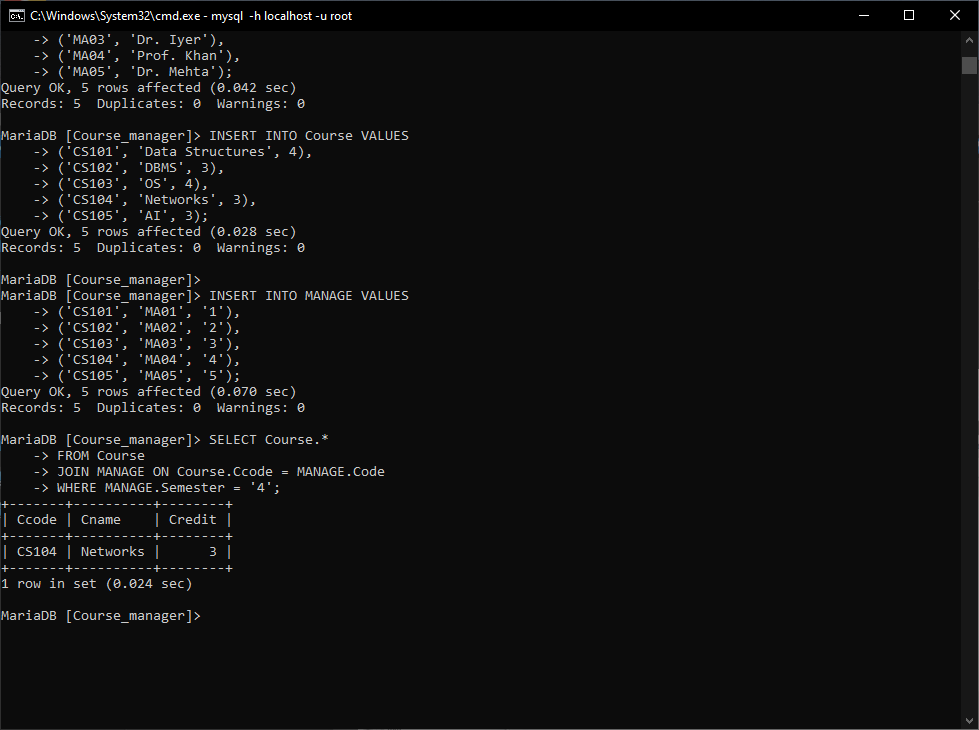 C:\Windows\System32\cmd.exe - mysql  -h localhost -u root
    -> ('MA03', 'Dr. Iyer'),
    -> ('MA04', 'Prof. Khan'),
    -> ('MA05', 'Dr. Mehta');
Query OK, 5 rows affected (0.042 sec)
Records: 5  Duplicates: 0  Warnings: 0

MariaDB [Course_manager]> INSERT INTO Course VALUES
    -> ('CS101', 'Data Structures', 4),
    -> ('CS102', 'DBMS', 3),
    -> ('CS103', 'OS', 4),
    -> ('CS104', 'Networks', 3),
    -> ('CS105', 'AI', 3);
Query OK, 5 rows affected (0.028 sec)
Records: 5  Duplicates: 0  Warnings: 0

MariaDB [Course_manager]>
MariaDB [Course_manager]> INSERT INTO MANAGE VALUES
    -> ('CS101', 'MA01', '1'),
    -> ('CS102', 'MA02', '2'),
    -> ('CS103', 'MA03', '3'),
    -> ('CS104', 'MA04', '4'),
    -> ('CS105', 'MA05', '5');
Query OK, 5 rows affected (0.070 sec)
Records: 5  Duplicates: 0  Warnings: 0

MariaDB [Course_manager]> SELECT Course.*
    -> FROM Course
    -> JOIN MANAGE ON Course.Ccode = MANAGE.Code
    -> WHERE MANAGE.Semester = '4';
+-------+----------+--------+
| Ccode | Cname    | Credit |
+-------+----------+--------+
| CS104 | Networks |      3 |
+-------+----------+--------+
1 row in set (0.024 sec)

MariaDB [Course_manager]>